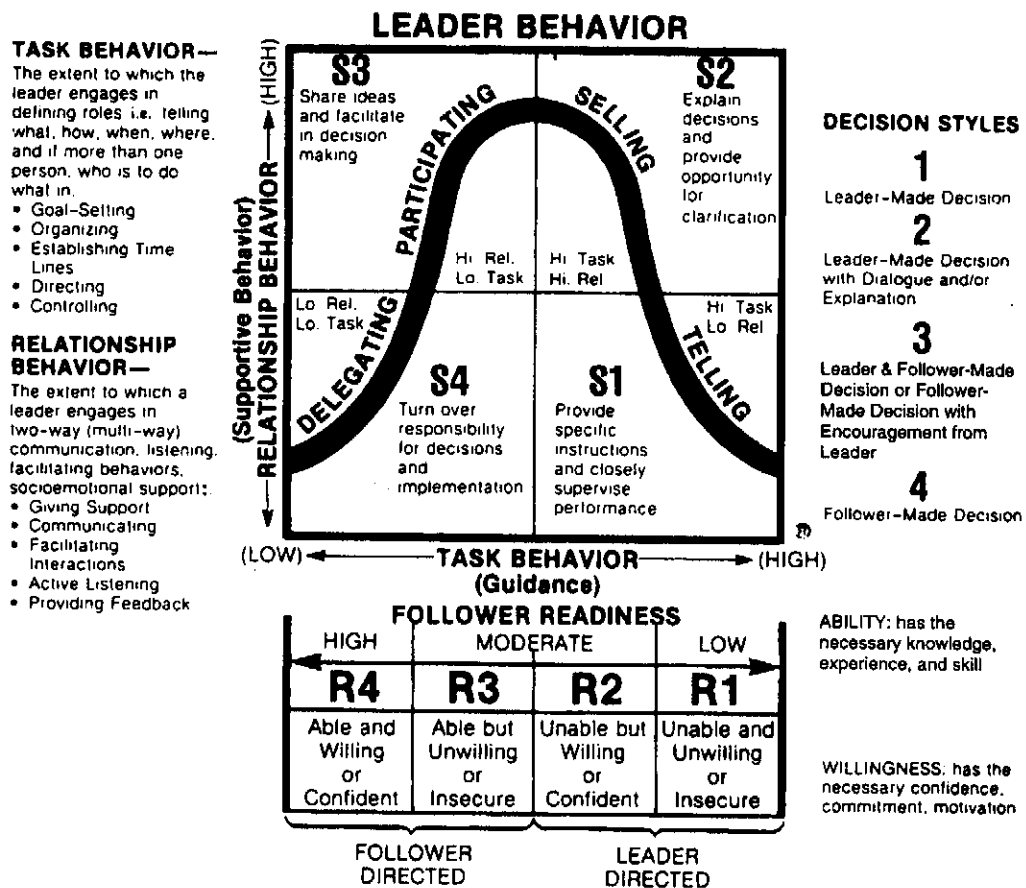 LEADER BEHAVIOR
TASK BEHAVIOR—
The extent to which the
leader engages in
defining roles i.e. telling
what, how, when, where,
and if more than one
person, who is to do
what in.
• Goal-Setting
• Organizing
• Establishing Time
Lines
• Directing
• Controlling
RELATIONSHIP
BEHAVIOR—
The extent to which a
leader engages in
two-way (multi-way)
communication, listening,
facilitating behaviors,
socioemotional support:
• Giving Support
• Communicating
• Facilitating
Interactions
• Active Listening
• Providing Feedback
(Supportive Behavior)
RELATIONSHIP BEHAVIOR
(HIGH)
S3
Share ideas
and facilitate
in decision
making
PARTICIPATING
Hi Rel.
Lo. Task
SELLING
S2
Explain
decisions
and
provide
opportunity
for
clarification
Hi Task
Hi. Rel
Lo Rel.
Lo. Task
DELEGATING
S4
Turn over
responsibility
for decisions
and
implementation
S1
Provide
specific
instructions
and closely
supervise
performance
Hi Task
Lo Rel
TELLING
(LOW)
TASK BEHAVIOR
(HIGH)
(Guidance)
DECISION STYLES
1
Leader-Made Decision
2
Leader-Made Decision
with Dialogue and/or
Explanation
3
Leader & Follower-Made
Decision or Follower-
Made Decision with
Encouragement from
Leader
4
Follower-Made Decision
®
FOLLOWER READINESS
HIGH
MODERATE
LOW
R4
R3
R2
R1
Able and
Willing
or
Confident
Able but
Unwilling
or
Insecure
Unable but
Willing
or
Confident
Unable and
Unwilling
or
Insecure
FOLLOWER
DIRECTED
LEADER
DIRECTED
ABILITY: has the
necessary knowledge,
experience, and skill
WILLINGNESS: has the
necessary confidence,
commitment, motivation